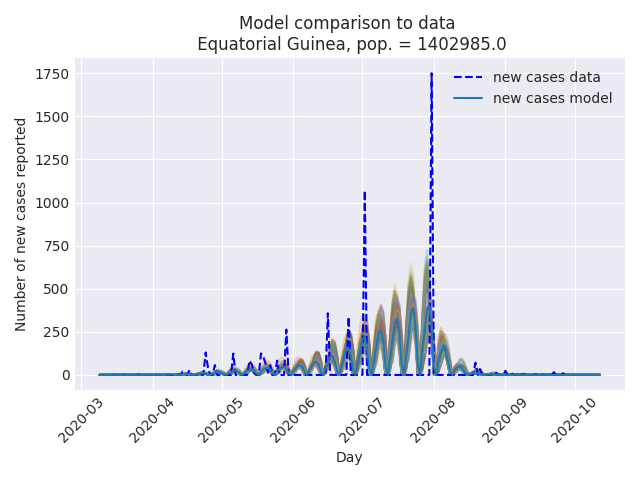 Model comparison to data
Equatorial Guinea, pop. = 1402985.0
new cases data
new cases model
Number of new cases reported
1750
1500
1250
1000
750
500
250
0
2020-03
2020-04
2020-05
2020-06
2020-07
2020-08
2020-09
2020-10
Day